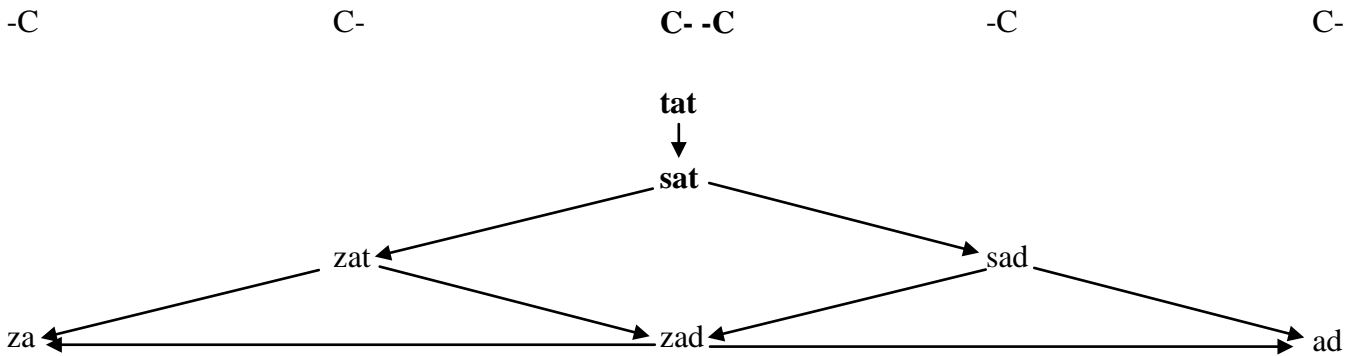 -C C- C- -C -C C-
tat
sat
zat sad
za zad ad